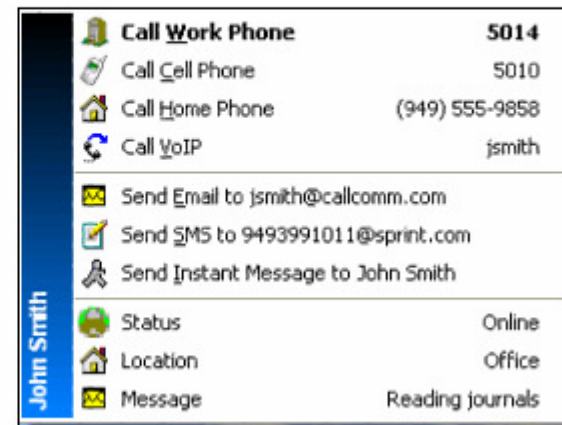 Call Work Phone 5014
Call Cell Phone 5010
Call Home Phone (949) 555-9858
Call VoIP jsmith
Send Email to jsmith@callcomm.com
Send SMS to 9493991011@sprint.com
Send Instant Message to John Smith
Status Online
Location Office
Message Reading journals
John Smith